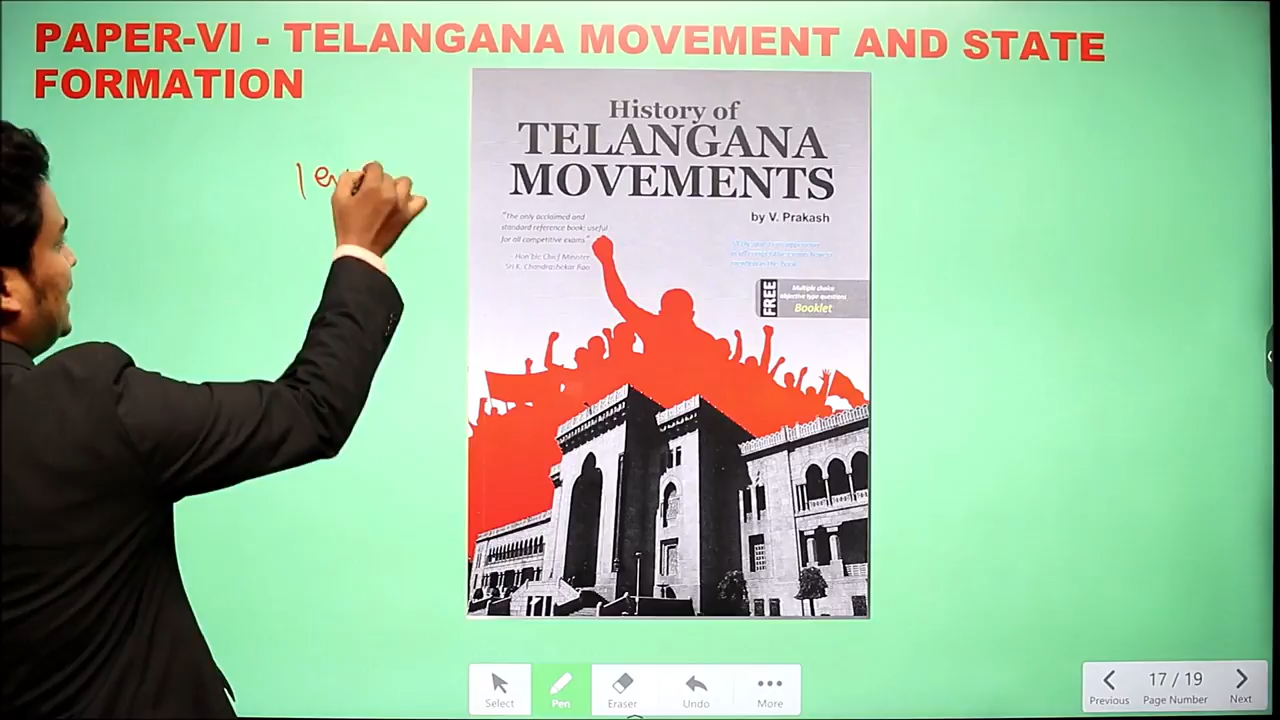 PAPER-VI - TELANGANA MOVEMENT AND STATE
FORMATION
History of
TELANGANA
MOVEMENTS
by V. Prakash
"The only acclaimed and
standard reference book; useful
for all competitive exams"
- Hon'ble Chief Minister
Sri K. Chandrashekar Rao
FREE
Multiple choice
objective type questions
Booklet
Select
Pen
Eraser
Undo
More
Previous
17 / 19
Page Number
Next